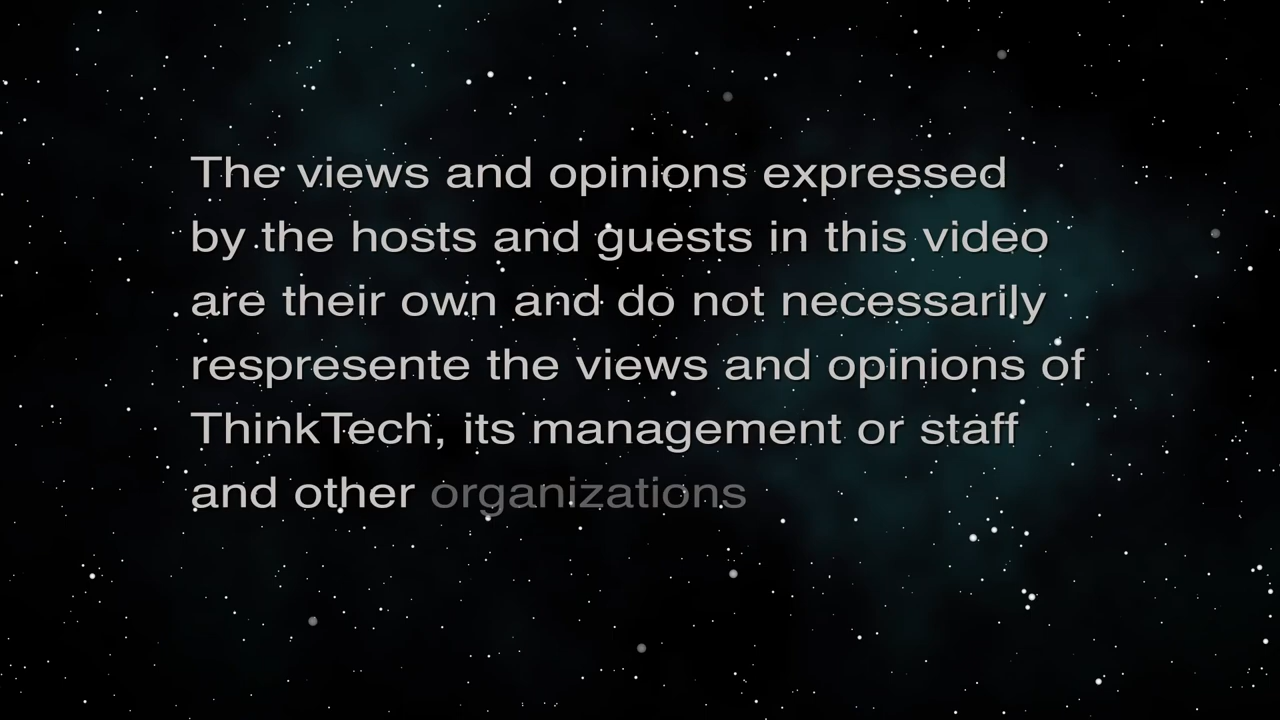 The views and opinions expressed
by the hosts and guests in this video
are their own and do not necessarily
respresente the views and opinions of
ThinkTech, its management or staff
and other organizations